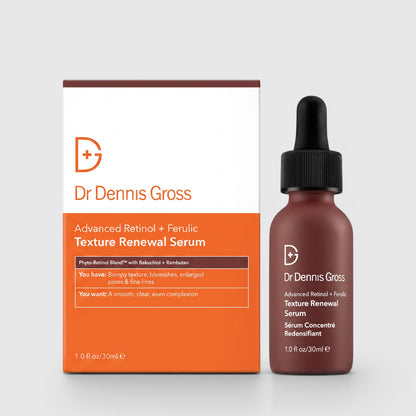 Dr Dennis Gross
Advanced Retinol + Ferulic
Texture Renewal Serum
Phyto-Retinol Blend™ with Bakuchiol + Rambutan
You have: Bumpy texture, blemishes, enlarged
pores & fine lines
You want: A smooth, clear, even complexion
1.0 fl oz/30ml ℮
Dr Dennis Gross
Advanced Retinol + Ferulic
Texture Renewal
Serum
Sérum Concentré
Redensifiant
1.0 fl oz/30ml ℮